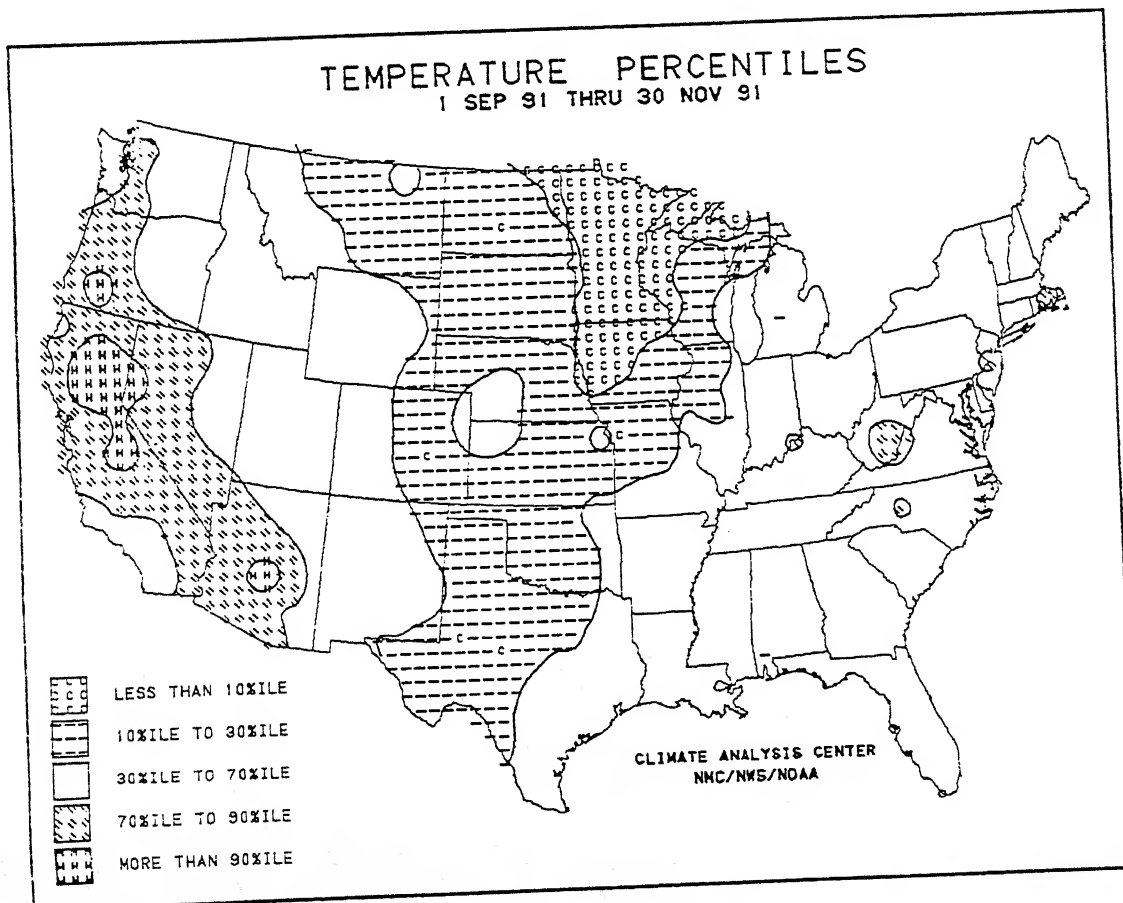 TEMPERATURE PERCENTILES
1 SEP 91 THRU 30 NOV 91
LESS THAN 10%ILE
10%ILE TO 30%ILE
30%ILE TO 70%ILE
70%ILE TO 90%ILE
MORE THAN 90%ILE
CLIMATE ANALYSIS CENTER
NMC/NWS/NOAA